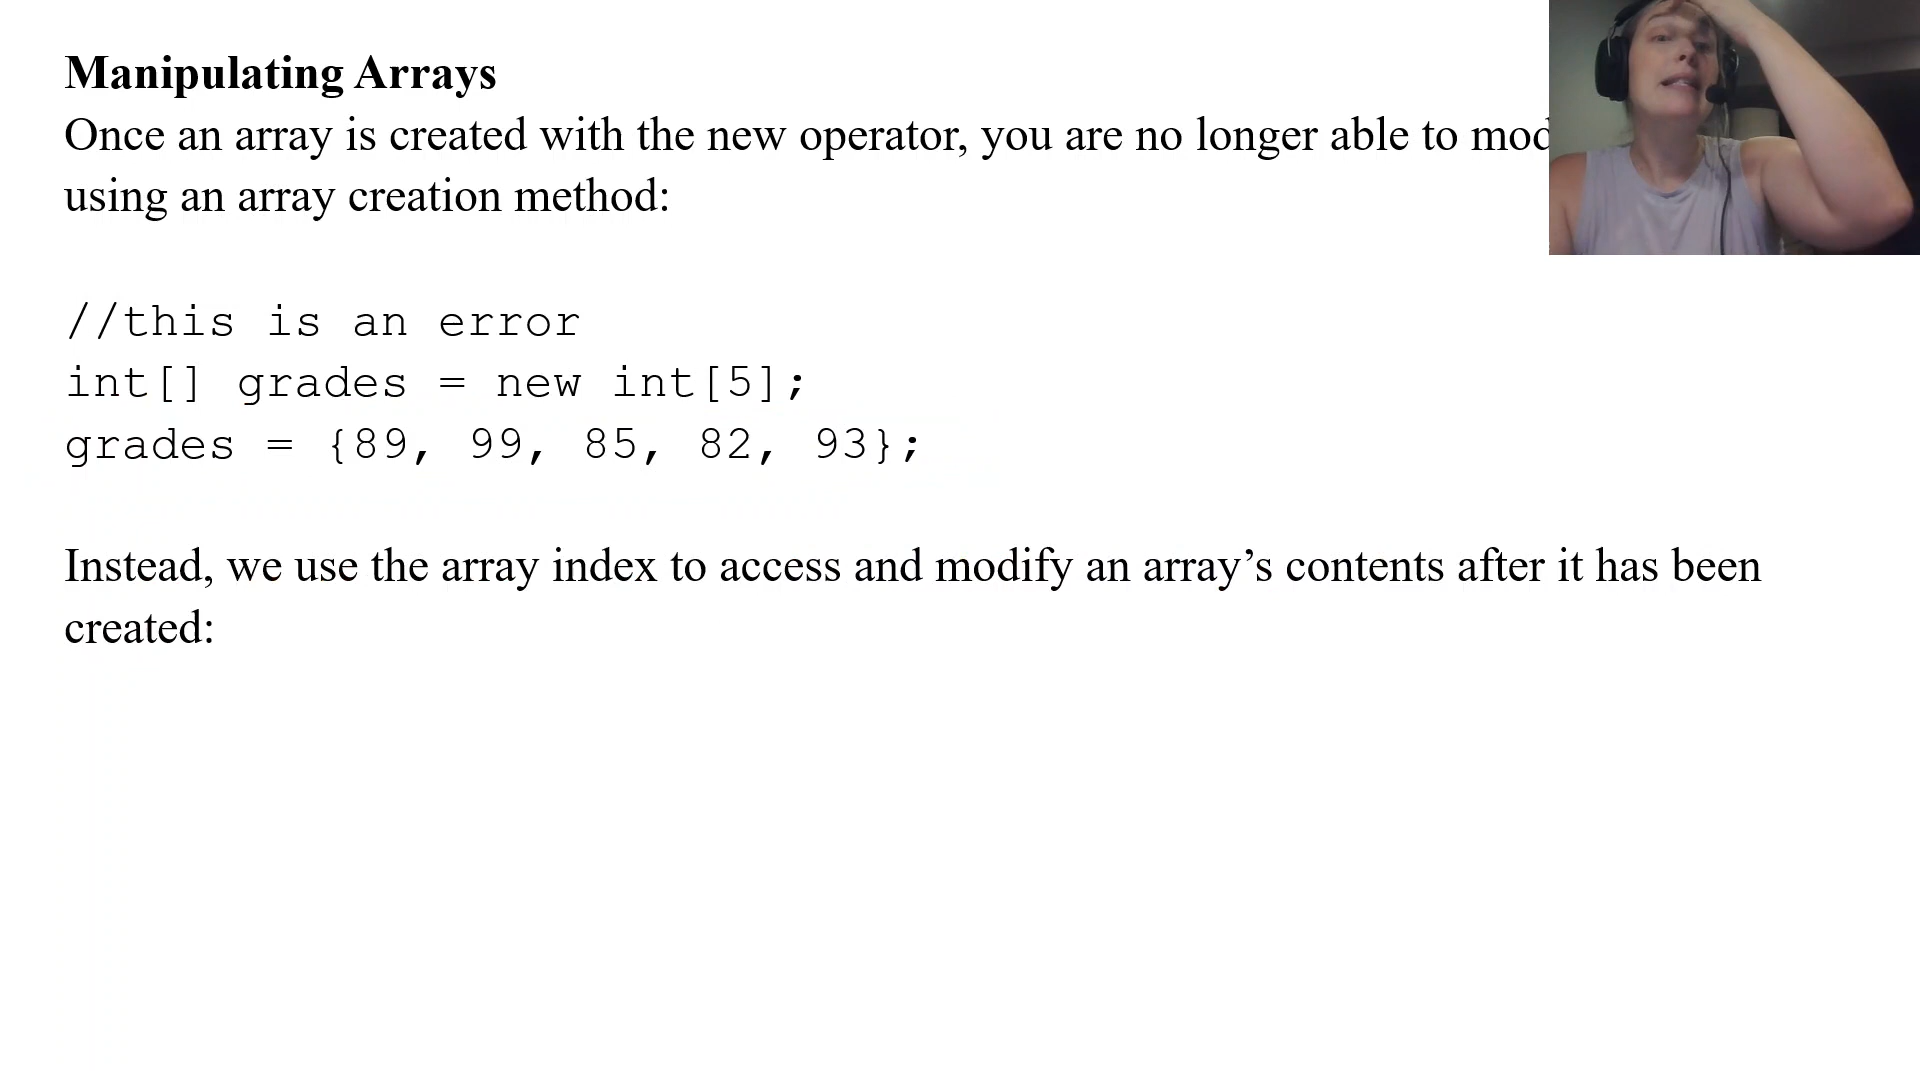 Manipulating Arrays
Once an array is created with the new operator, you are no longer able to
using an array creation method:
//this is an error
int[] grades = new int[5];
grades = {89, 99, 85, 82, 93};
Instead, we use the array index to access and modify an array’s contents after it has been
created: